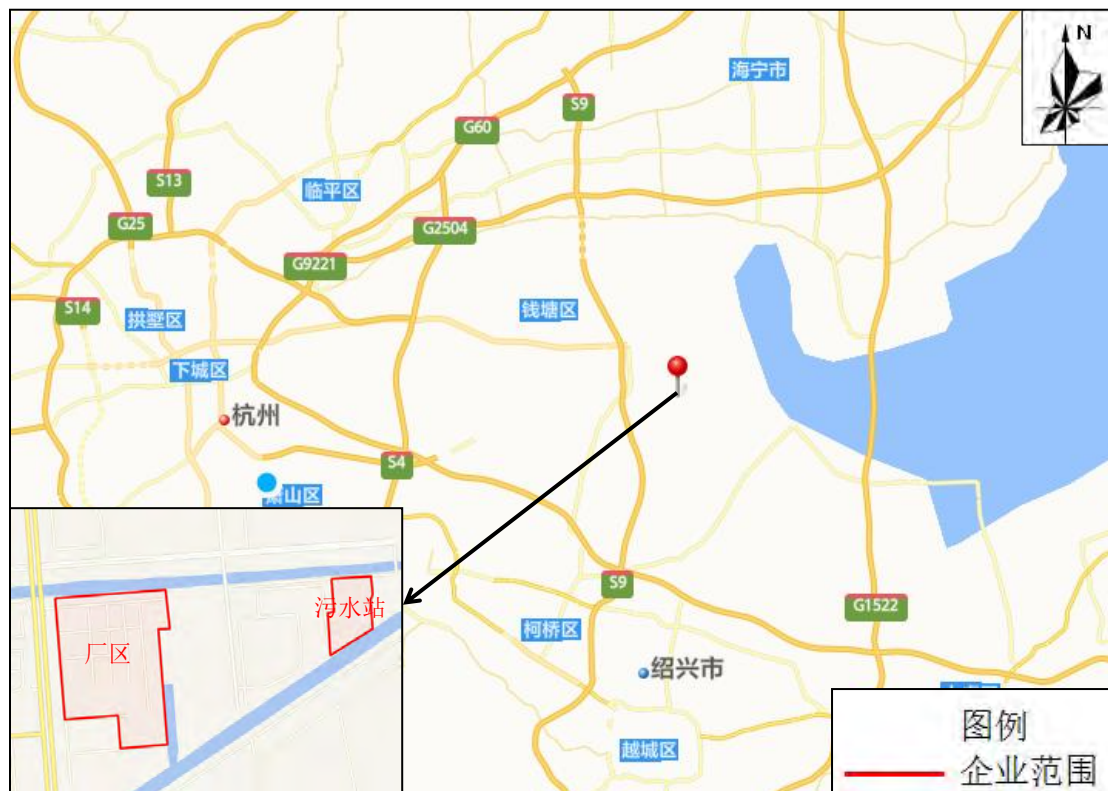 N
海宁市
S9
G60
S13
临平区
G25
G2504
G9221
S14
拱墅区
钱塘区
下城区
杭州
S4
萧山区
S9
G1522
柯桥区
绍兴市
越城区
污水站
厂区
图例
企业范围